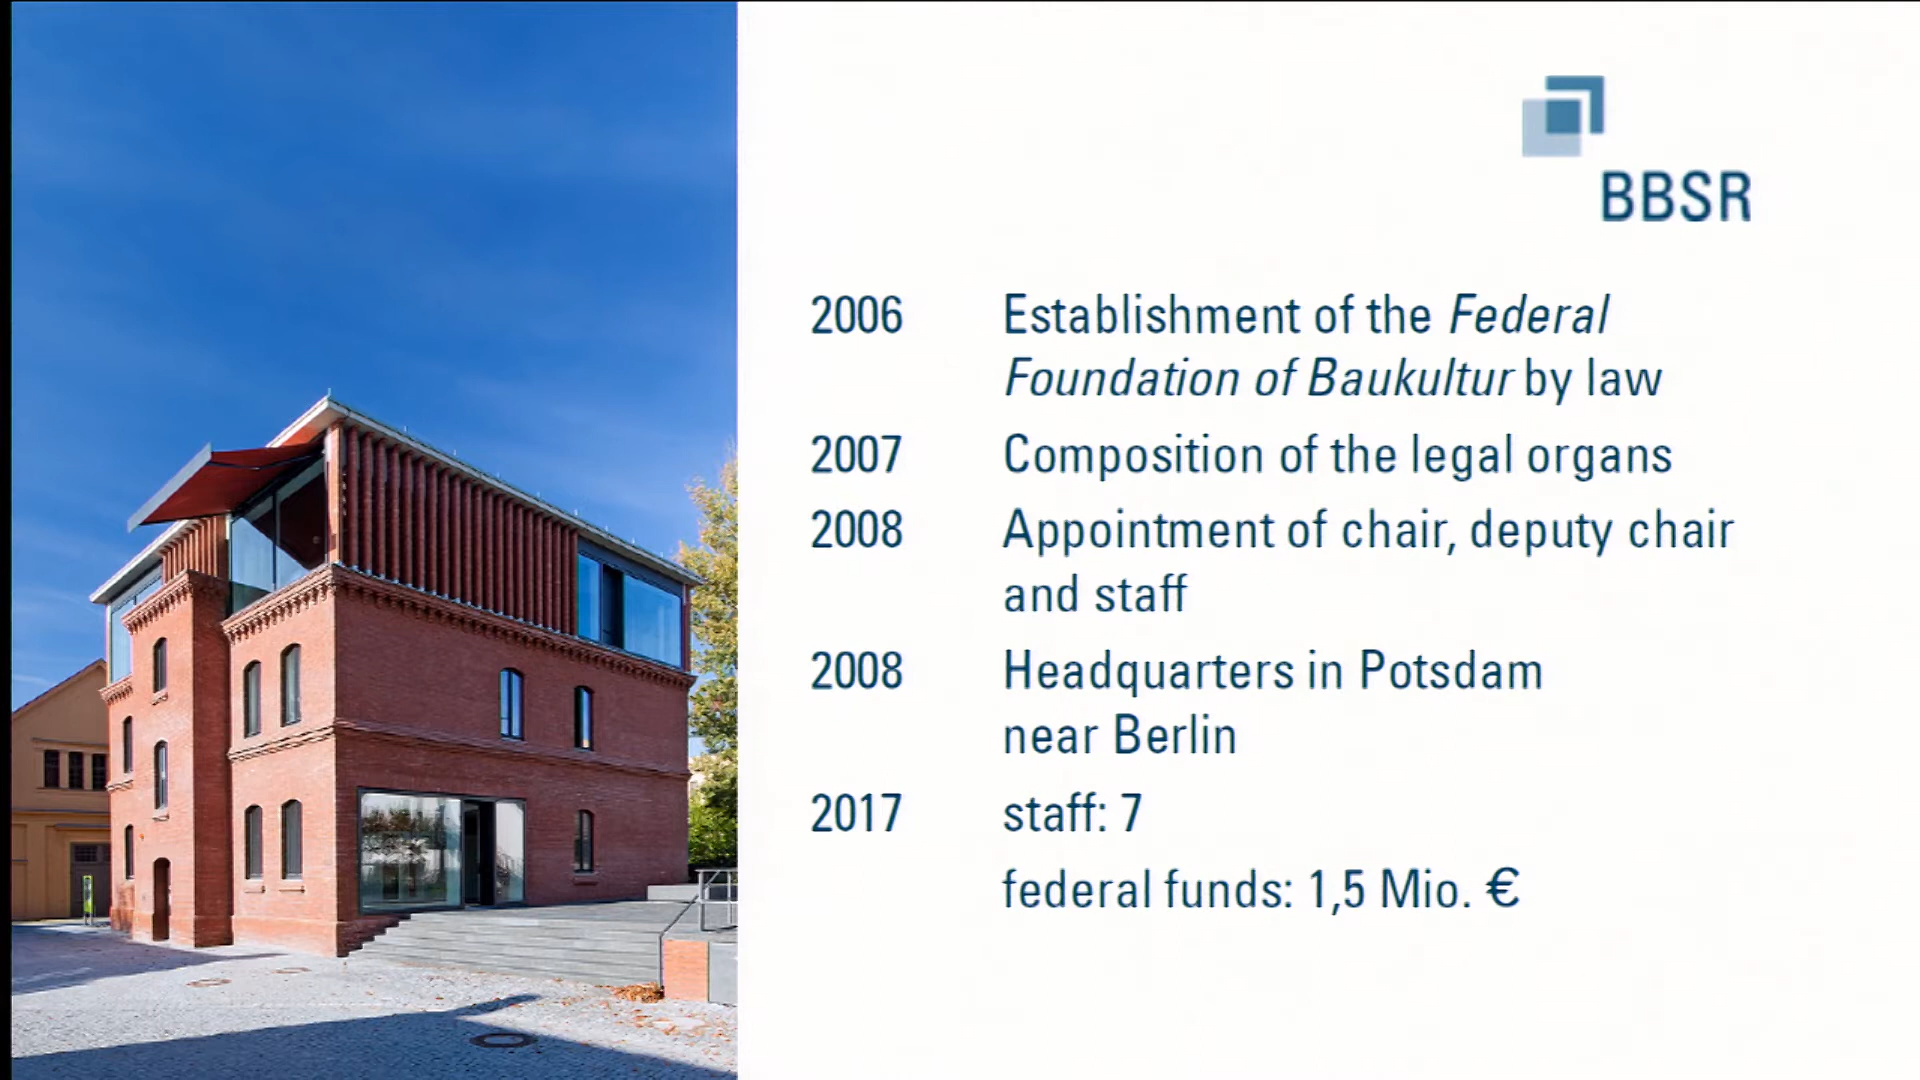 BBSR
2006 Establishment of the Federal
Foundation of Baukultur by law
2007 Composition of the legal organs
2008 Appointment of chair, deputy chair
and staff
2008 Headquarters in Potsdam
near Berlin
2017 staff: 7
federal funds: 1,5 Mio. €